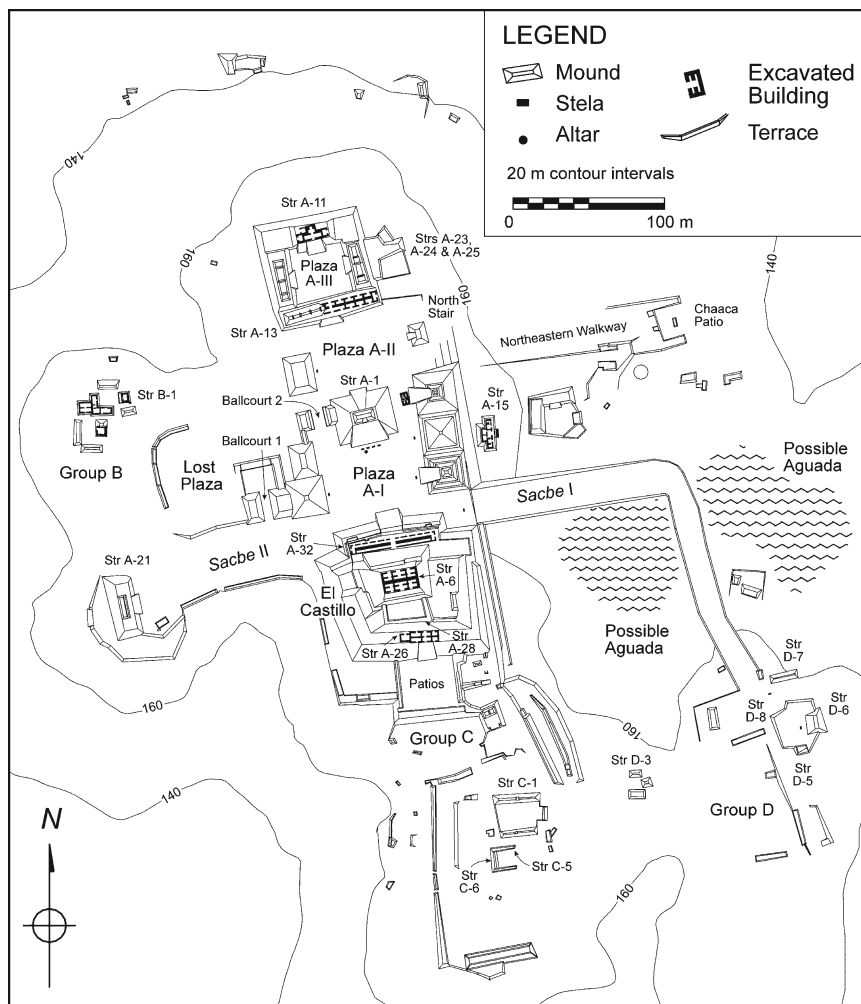 LEGEND
Mound
Stela
Altar
Excavated
Building
Terrace
20 m contour intervals
0
100 m
140
160
Str A-11
Plaza
A-III
Strs A-23,
A-24 & A-25
160
140
North
Stair
Chaaca
Patio
Str A-13
Northeastern Walkway
Plaza A-II
Str A-1
Str
A-15
Str B-1
Ballcourt 2
Ballcourt 1
Group B
Lost
Plaza
Plaza
A-I
Possible
Aguada
Sacbe I
Sacbe II
Str
A-32
Str A-21
Str
A-6
El
Castillo
Possible
Aguada
Str
A-28
Str A-26
Str
D-7
Patios
160
Str
D-8
Str
D-6
160
Group C
Str D-3
Str
D-5
Str C-1
140
Group D
N
Str C-5
Str
C-6
160